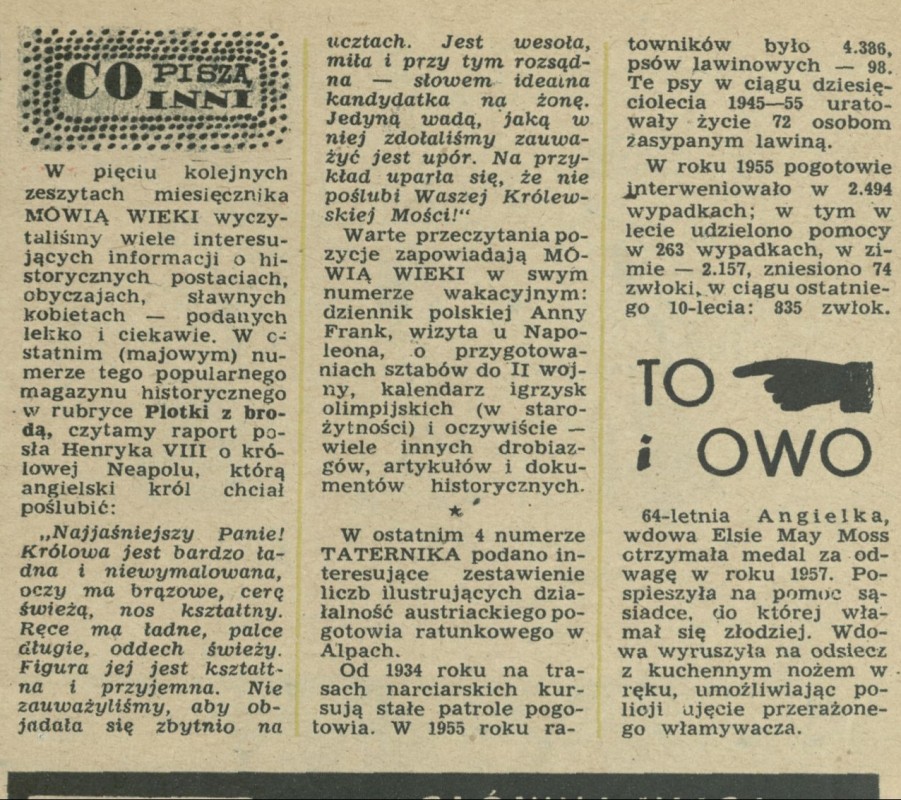 CO PISZĄ
INNI
W pięciu kolejnych
zeszytach miesięcznika
MÓWIĄ WIEKI wyczy-
taliśmy wiele interesu-
jących informacji o hi-
storycznych postaciach,
obyczajach, sławnych
kobietach — podanych
lekko i ciekawie. W o-
statnim (majowym) nu-
merze tego popularnego
magazynu historycznego
w rubryce Plotki z bro-
dą, czytamy raport po-
sła Henryka VIII o kró-
lowej Neapolu, którą
angielski król chciał
poślubić:
„Najjaśniejszy Panie!
Królowa jest bardzo ła-
dna i niewymalowana,
oczy ma brązowe, cerę
świeżą, nos kształtny.
Ręce ma ładne, palce
długie, oddech świeży.
Figura jej jest kształt-
na i przyjemna. Nie
zauważyliśmy, aby ob-
jadała się zbytnio na
ucztach. Jest wesoła,
miła i przy tym rozsąd-
na — słowem idealna
kandydatka na żonę.
Jedyną wadą, jaką w
niej zdołaliśmy zauwa-
żyć jest upór. Na przy-
kład uparła się, że nie
poślubi Waszej Królew-
skiej Mości!"
Warte przeczytania po-
zycje zapowiadają MÓ-
WIĄ WIEKI w swym
numerze wakacyjnym:
dziennik polskiej Anny
Frank, wizyta u Napo-
leona, o przygotowa-
niach sztabów do II woj-
ny, kalendarz igrzysk
olimpijskich (w staro-
żytności) i oczywiście —
wiele innych drobiaz-
gów, artykułów i doku-
mentów historycznych.
★
W ostatnim 4 numerze
TATERNIKA podano in-
teresujące zestawienie
liczb ilustrujących dzia-
łalność austriackiego po-
gotowia ratunkowego w
Alpach.
Od 1934 roku na tra-
sach narciarskich kur-
sują stałe patrole pogo-
towia. W 1955 roku ra-
towników było 4.386,
psów lawinowych — 98.
Te psy w ciągu dziesię-
ciolecia 1945—55 urato-
wały życie 72 osobom
zasypanym lawiną.
W roku 1955 pogotowie
interweniowało w 2.494
wypadkach; w tym w
lecie udzielono pomocy
w 263 wypadkach, w zi-
mie — 2.157, zniesiono 74
zwłoki, w ciągu ostatnie-
go 10-lecia: 835 zwłok.
TO
i OWO
64-letnia Angielka,
wdowa Elsie May Moss
otrzymała medal za od-
wagę w roku 1957. Po-
spieszyła na pomoc są-
siadce, do której wła-
mał się złodziej. Wdo-
wa wyruszyła na odsiecz
z kuchennym nożem w
ręku, umożliwiając po-
licji ujęcie przerażone-
go włamywacza.